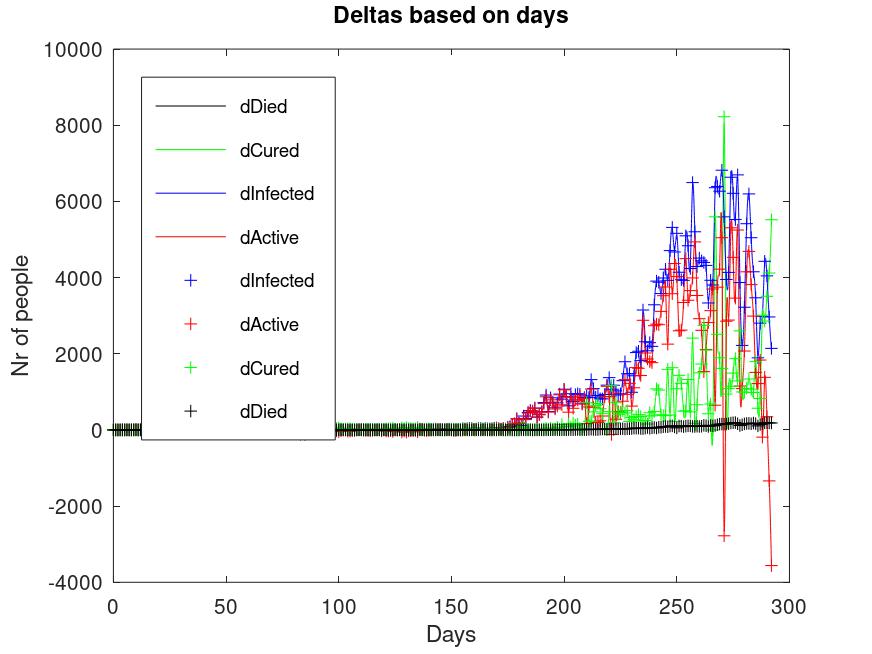 Deltas based on days
10000
8000
6000
4000
2000
0
-2000
-4000
Nr of people
dDied
dCured
dInfected
dActive
dInfected
dActive
dCured
dDied
0 50 100 150 200 250 300
Days